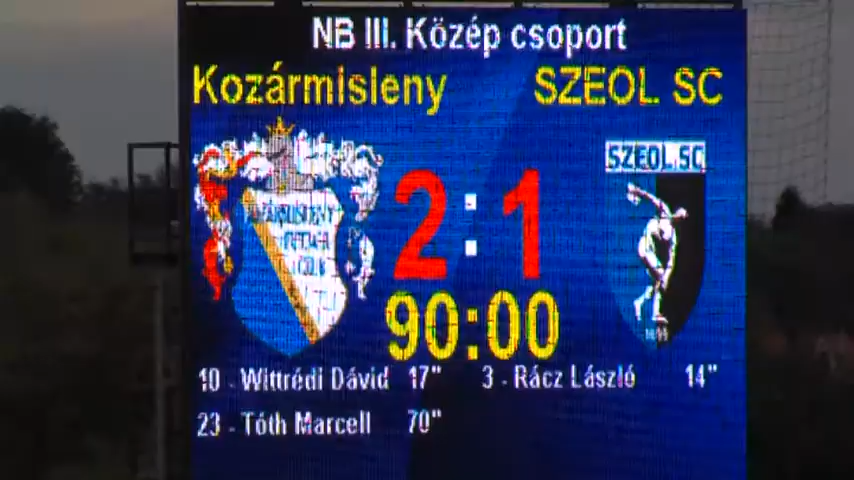 NB III. Közép csoport
Kozármisleny SZEOL SC
SZEOL SC
KOZÁRMISLENY
2:1
90:00
10 - Wittrédi Dávid 17" 3 - Rácz László 14"
23 - Tóth Marcell 70"